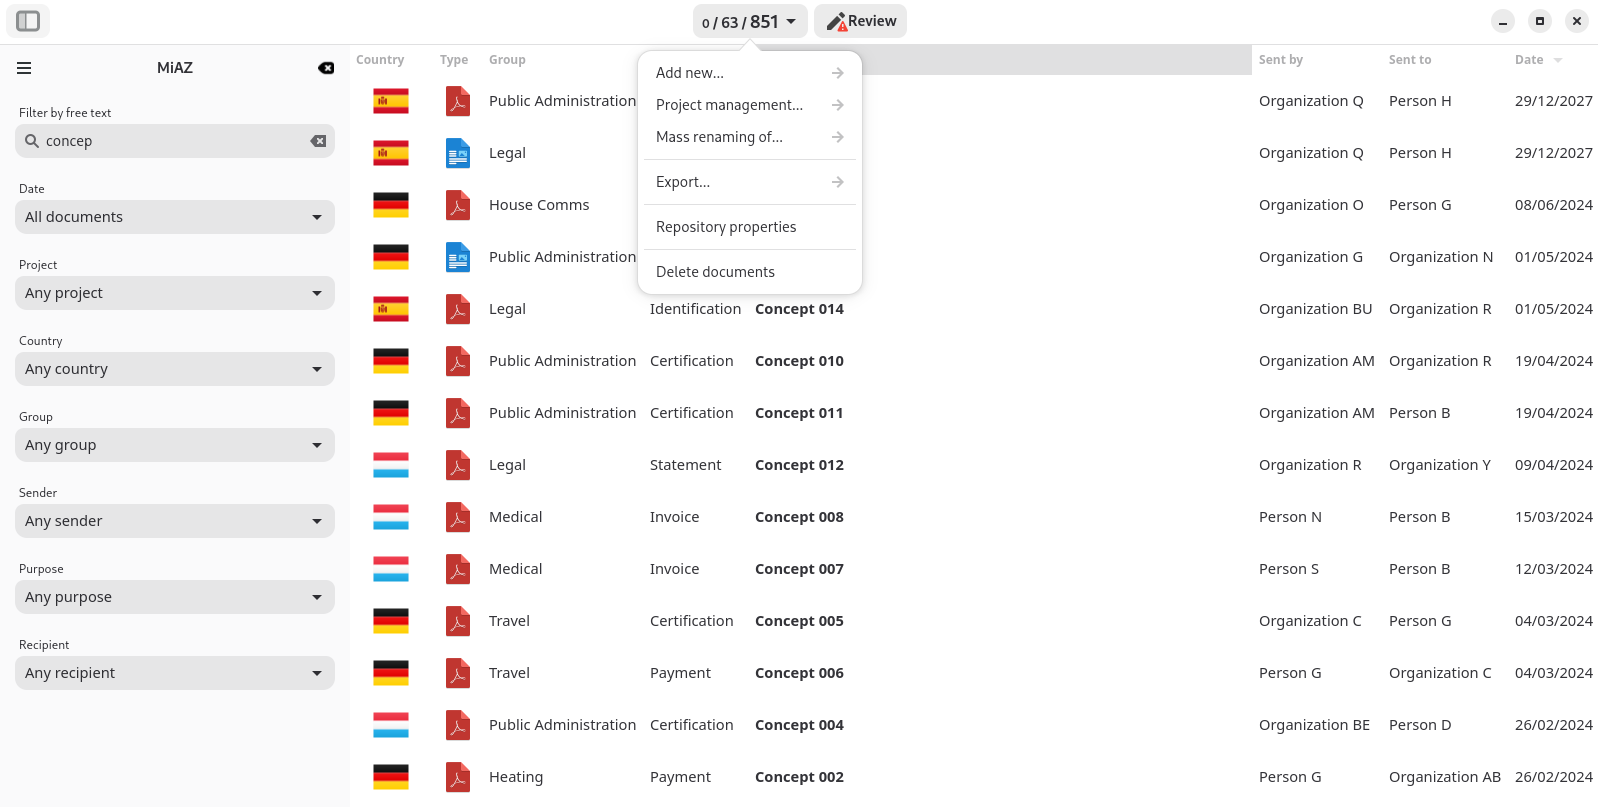 0 / 63 / 851
Review
MiAZ
Filter by free text
concep
Date
All documents
Project
Any project
Country
Any country
Group
Any group
Sender
Any sender
Purpose
Any purpose
Recipient
Any recipient
Add new...
Project management...
Mass renaming of...
Export...
Repository properties
Delete documents
Country Type Group Sent by Sent to Date
Public Administration Organization Q Person H 29/12/2027
Legal Organization Q Person H 29/12/2027
House Comms Organization O Person G 08/06/2024
Public Administration Organization G Organization N 01/05/2024
Legal Identification Concept 014 Organization BU Organization R 01/05/2024
Public Administration Certification Concept 010 Organization AM Organization R 19/04/2024
Public Administration Certification Concept 011 Organization AM Person B 19/04/2024
Legal Statement Concept 012 Organization R Organization Y 09/04/2024
Medical Invoice Concept 008 Person N Person B 15/03/2024
Medical Invoice Concept 007 Person S Person B 12/03/2024
Travel Certification Concept 005 Organization C Person G 04/03/2024
Travel Payment Concept 006 Person G Organization C 04/03/2024
Public Administration Certification Concept 004 Organization BE Person D 26/02/2024
Heating Payment Concept 002 Person G Organization AB 26/02/2024